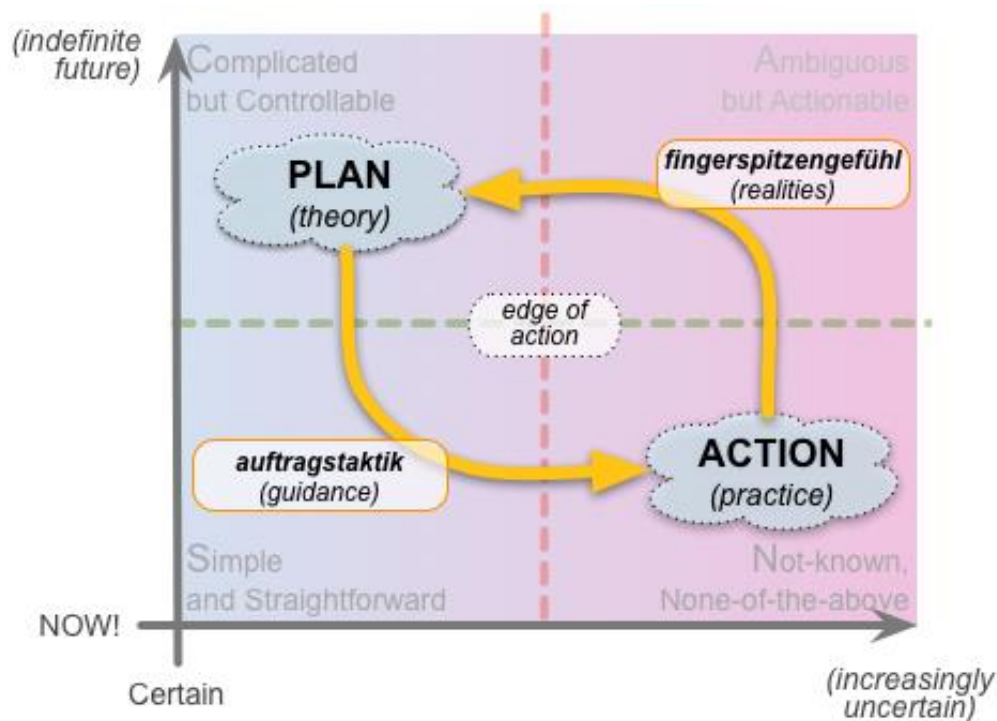 (indefinite
future)
Complicated
but Controllable
Ambiguous
but Actionable
PLAN
(theory)
fingerspitzengefühl
(realities)
edge of
action
auftragstaktik
(guidance)
ACTION
(practice)
Simple
and Straightforward
Not-known,
None-of-the-above
NOW!
Certain
(increasingly
uncertain)